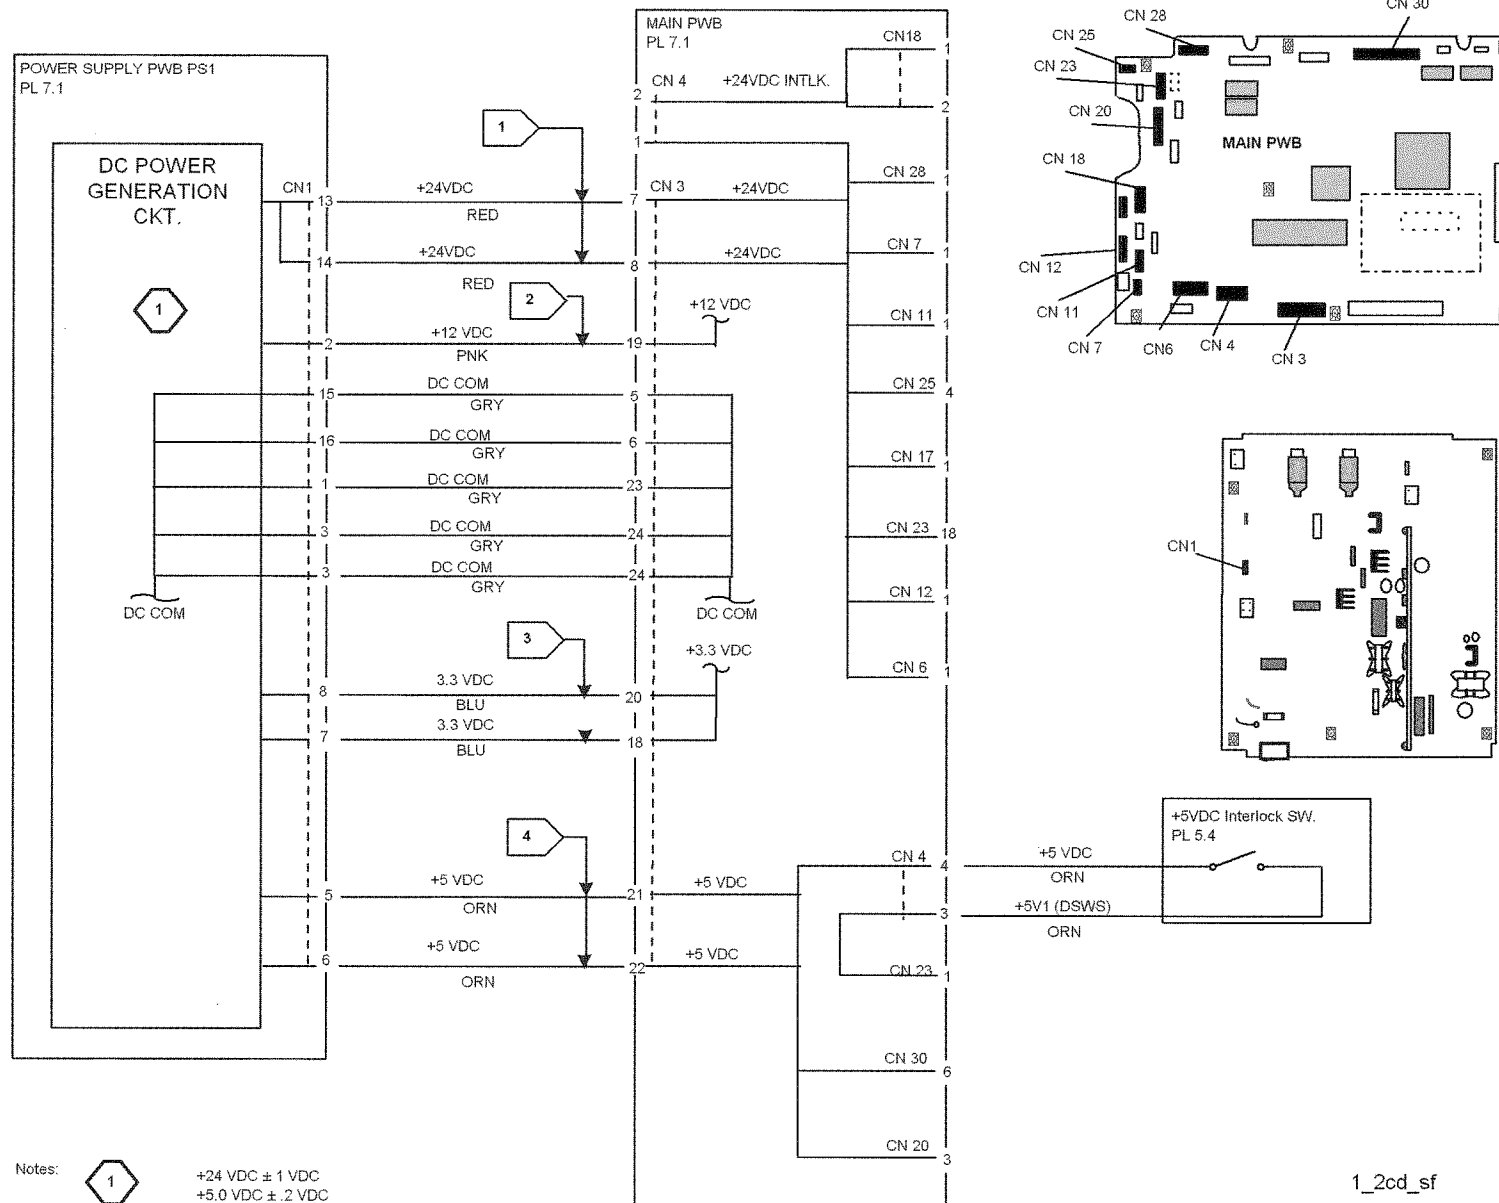 POWER SUPPLY PWB PS1
PL 7.1
DC POWER
GENERATION
CKT.
1
CN1
13
14
2
15
16
1
3
3
8
7
5
6
DC COM
+24VDC
RED
+24VDC
RED
+12 VDC
PNK
DC COM
GRY
DC COM
GRY
DC COM
GRY
DC COM
GRY
DC COM
GRY
3.3 VDC
BLU
3.3 VDC
BLU
+5 VDC
ORN
+5 VDC
ORN
1
2
3
4
MAIN PWB
PL 7.1
CN 4
2
1
+24VDC INTLK.
CN 3
7
+24VDC
8
+24VDC
19
+12 VDC
5
6
23
24
24
DC COM
+3.3 VDC
20
18
21
+5 VDC
22
+5 VDC
CN18
1
2
CN 28
1
CN 7
1
CN 11
1
CN 25
4
CN 17
1
CN 23
18
CN 12
1
CN 6
1
CN 4
4
3
CN 23
1
CN 30
6
CN 20
3
+5 VDC
ORN
+5V1 (DSWS)
ORN
+5VDC Interlock SW.
PL 5.4
CN 30
CN 28
CN 25
CN 23
CN 20
CN 18
CN 12
CN 11
CN 7
CN6
CN 4
CN 3
MAIN PWB
CN1
Notes:
1
+24 VDC ± 1 VDC
+5.0 VDC ± .2 VDC
1_2cd_sf